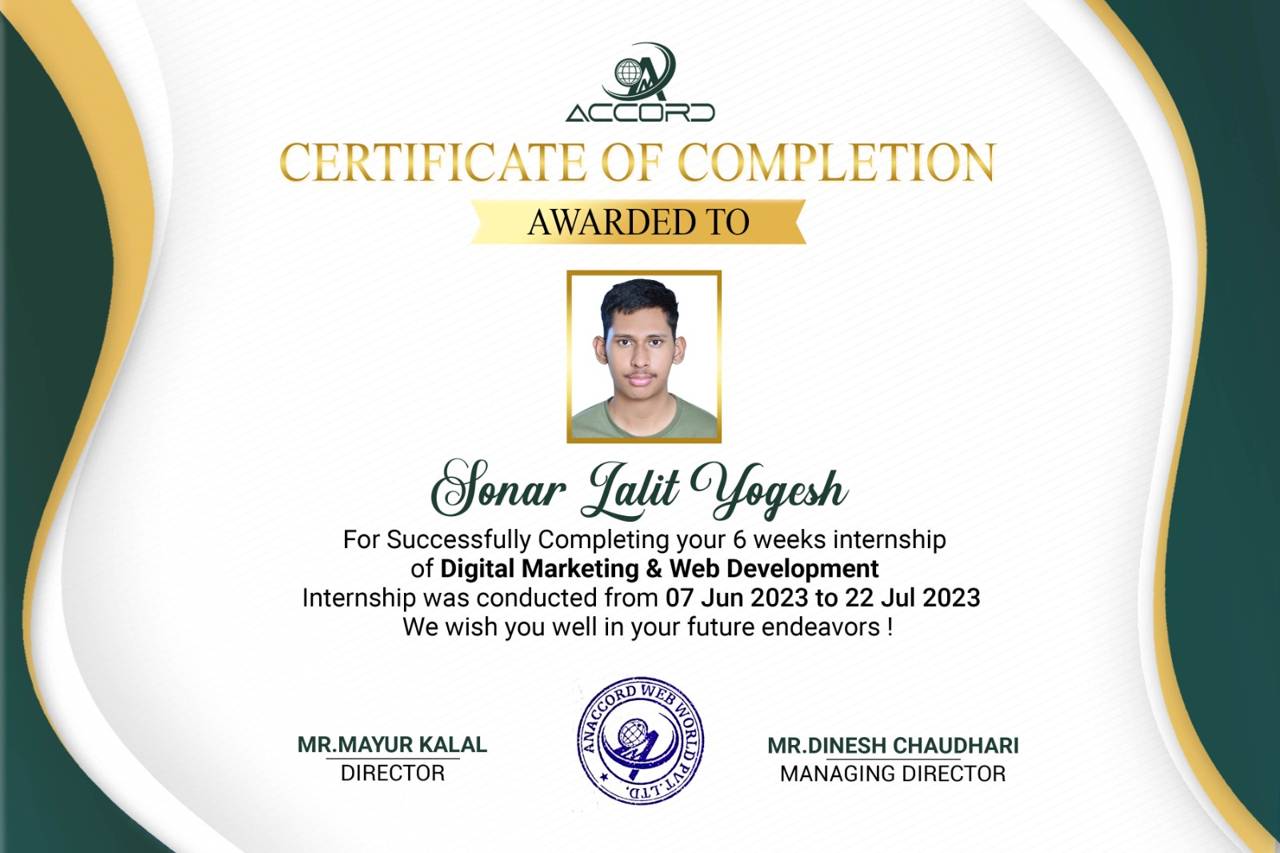 ACCORD
CERTIFICATE OF COMPLETION
AWARDED TO
Sonar Lalit Yogesh
For Successfully Completing your 6 weeks internship
of Digital Marketing & Web Development
Internship was conducted from 07 Jun 2023 to 22 Jul 2023
We wish you well in your future endeavors !
ANACCORD WEB WORLD PVT.LTD.
MR.MAYUR KALAL
DIRECTOR
MR.DINESH CHAUDHARI
MANAGING DIRECTOR